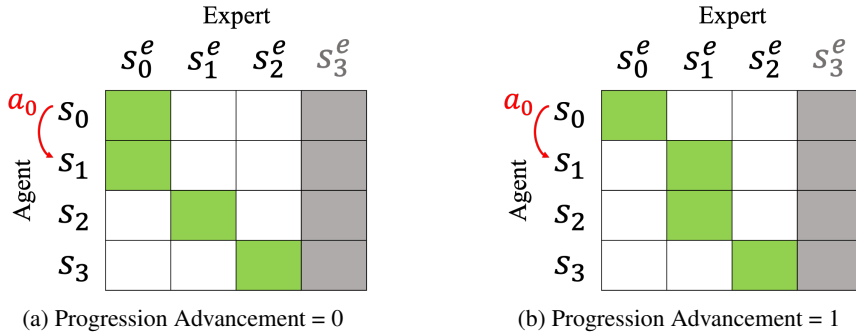 Expert
s_0^e s_1^e s_2^e s_3^e
a_0
s_0
s_1
s_2
s_3
Agent
(a) Progression Advancement = 0
Expert
s_0^e s_1^e s_2^e s_3^e
a_0
s_0
s_1
s_2
s_3
Agent
(b) Progression Advancement = 1